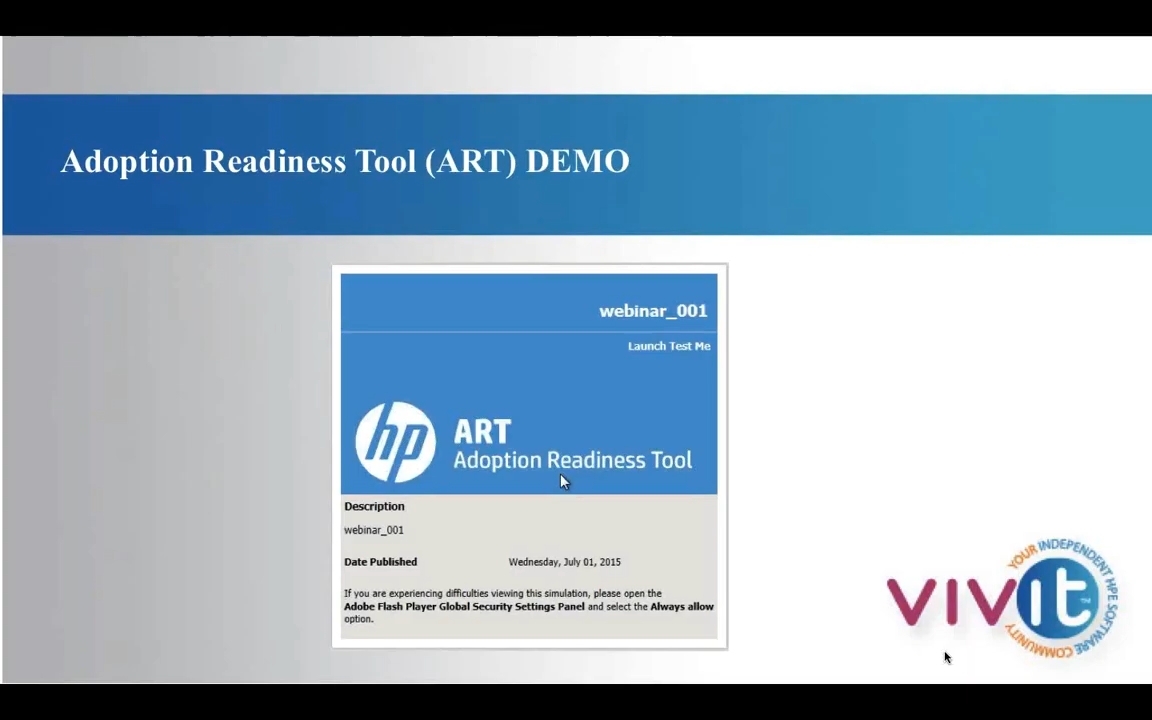 Adoption Readiness Tool (ART) DEMO
webinar_001
Launch Test Me
hp
ART
Adoption Readiness Tool
Description
webinar_001
Date Published Wednesday, July 01, 2015
If you are experiencing difficulties viewing this simulation, please open the
Adobe Flash Player Global Security Settings Panel and select the Always allow
option.
YOUR INDEPENDENT HPE SOFTWARE COMMUNITY
vivit
TM